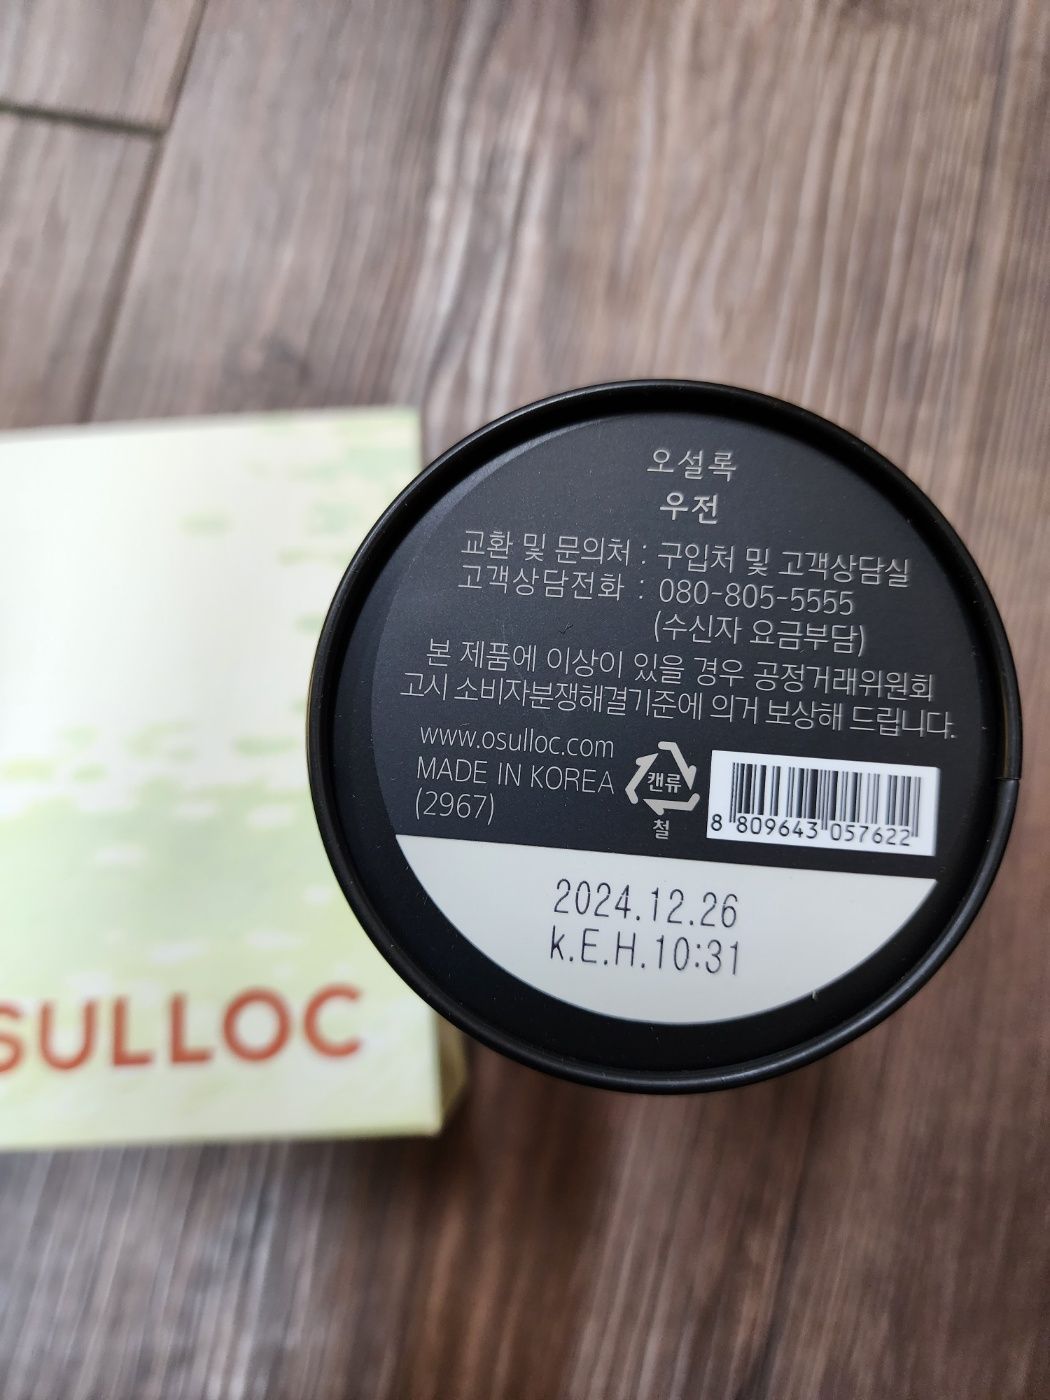 오설록
우전
교환 및 문의처 : 구입처 및 고객상담실
고객상담전화 : 080-805-5555
(수신자 요금부담)
본 제품에 이상이 있을 경우 공정거래위원회
고시 소비자분쟁해결기준에 의거 보상해 드립니다.
www.osulloc.com
MADE IN KOREA
(2967)
캔류
철
8 809643 057622
2024.12.26
K.E.H.10:31
SULLOC